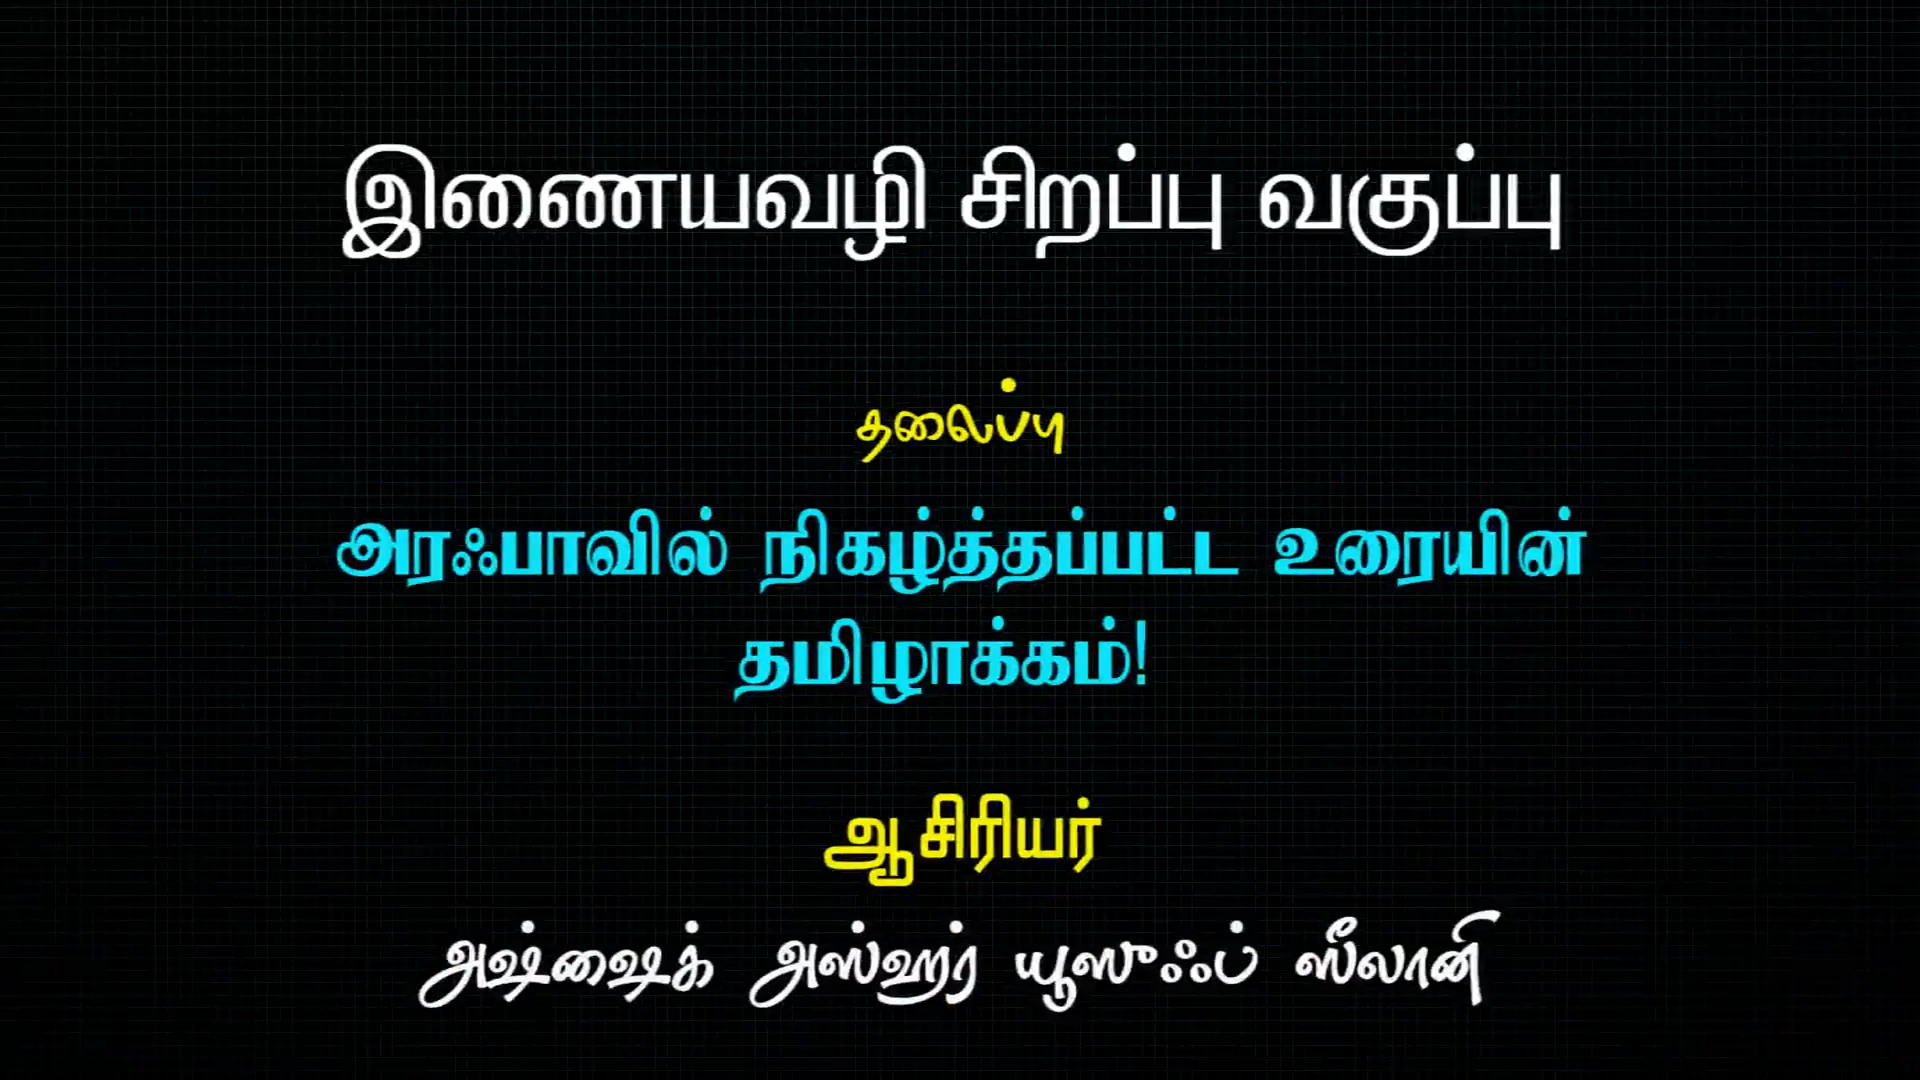 இணையவழி சிறப்பு வகுப்பு
தலைப்பு
அரஃபாவில் நிகழ்த்தப்பட்ட உரையின்
தமிழாக்கம்!
ஆசிரியர்
அஷ்ஷைக் அஸ்ஹர் யூஸுஃப் ஸீலானி